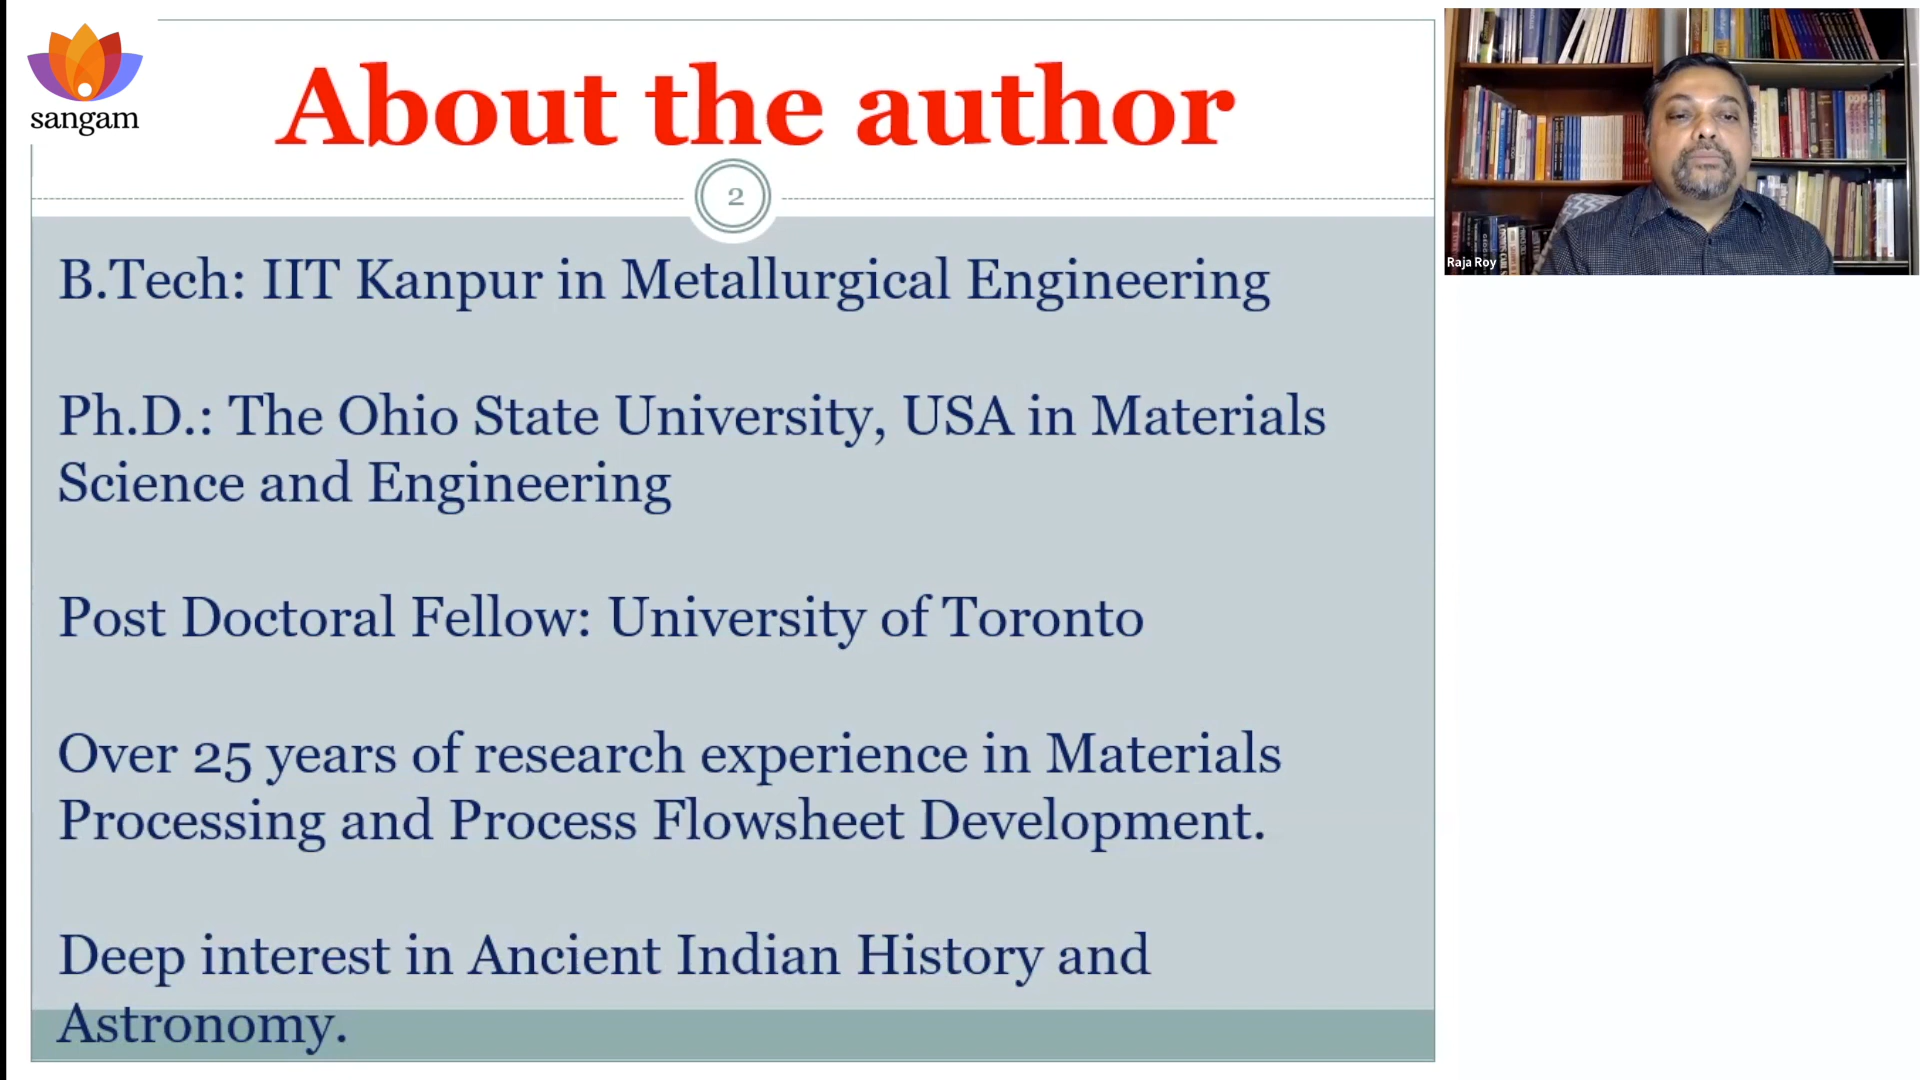 sangam
About the author
2
B.Tech: IIT Kanpur in Metallurgical Engineering
Ph.D.: The Ohio State University, USA in Materials
Science and Engineering
Post Doctoral Fellow: University of Toronto
Over 25 years of research experience in Materials
Processing and Process Flowsheet Development.
Deep interest in Ancient Indian History and
Astronomy.
Raja Roy